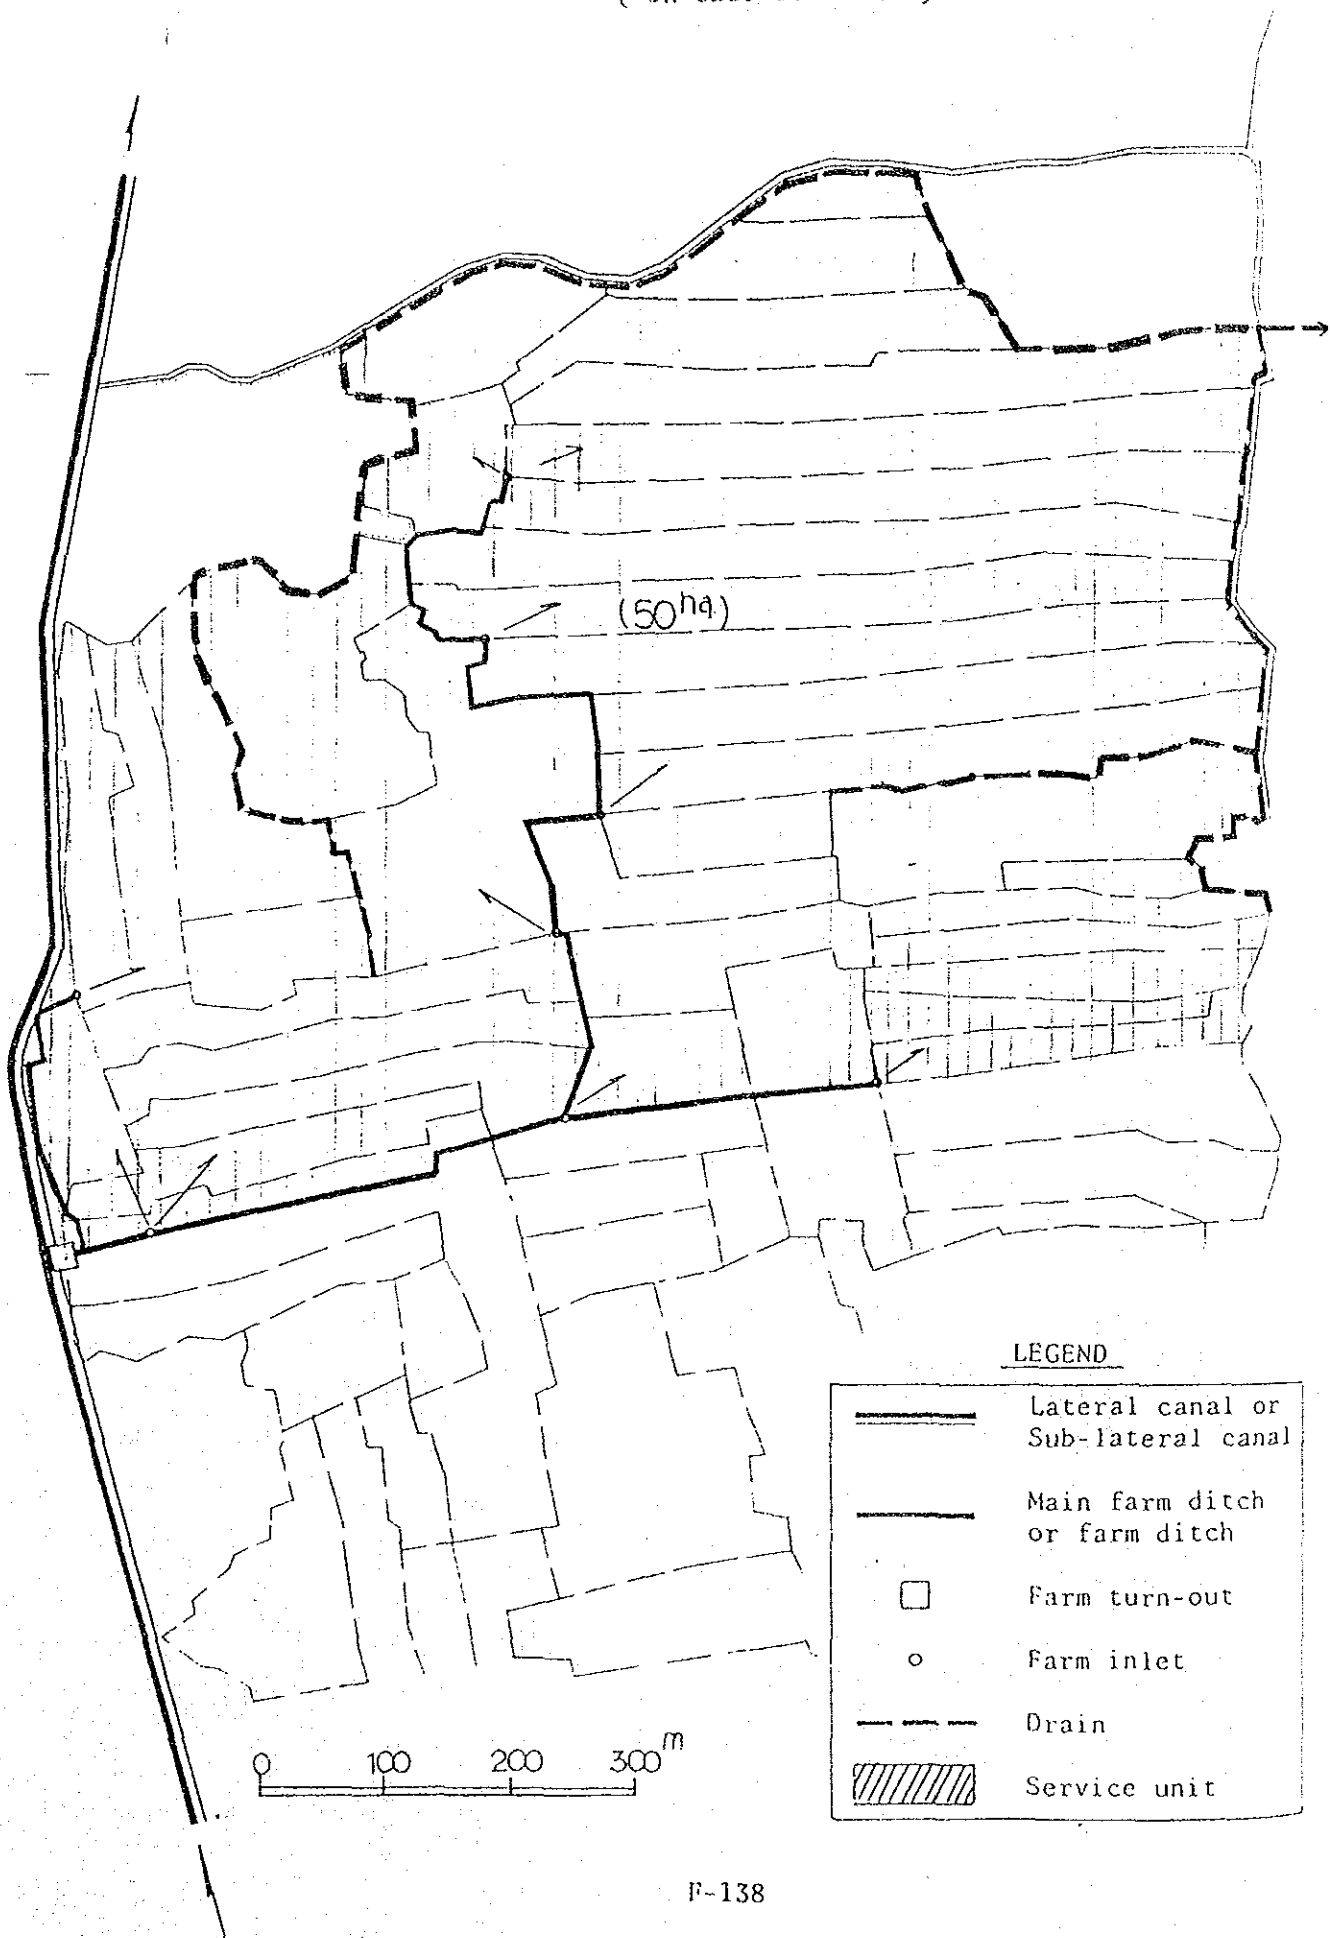 (50ha)
LEGEND
Lateral canal or
Sub-lateral canal
Main farm ditch
or farm ditch
Farm turn-out
Farm inlet
Drain
Service unit
0 100 200 300m
F-138